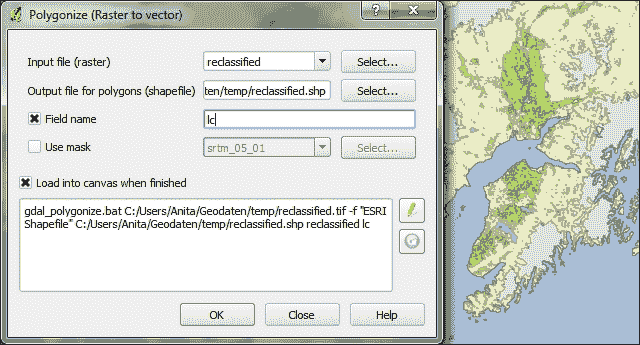 Polygonize (Raster to vector)
Input file (raster)
reclassified
Select...
Output file for polygons (shapefile)
ten/temp/reclassified.shp
Select...
Field name
lc
Use mask
srtm_05_01
Select...
Load into canvas when finished
gdal_polygonize.bat C:/Users/Anita/Geodaten/temp/reclassified.tif -f "ESRI
Shapefile" C:/Users/Anita/Geodaten/temp/reclassified.shp reclassified lc
OK
Close
Help